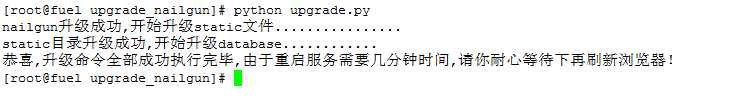 [root@fuel upgrade_nailgun]# python upgrade.py
nailgun升级成功,开始升级static文件................
static目录升级成功,开始升级database............
恭喜,升级命令全部成功执行完毕,由于重启服务需要几分钟时间,请你耐心等待下再刷新浏览器!
[root@fuel upgrade_nailgun]#